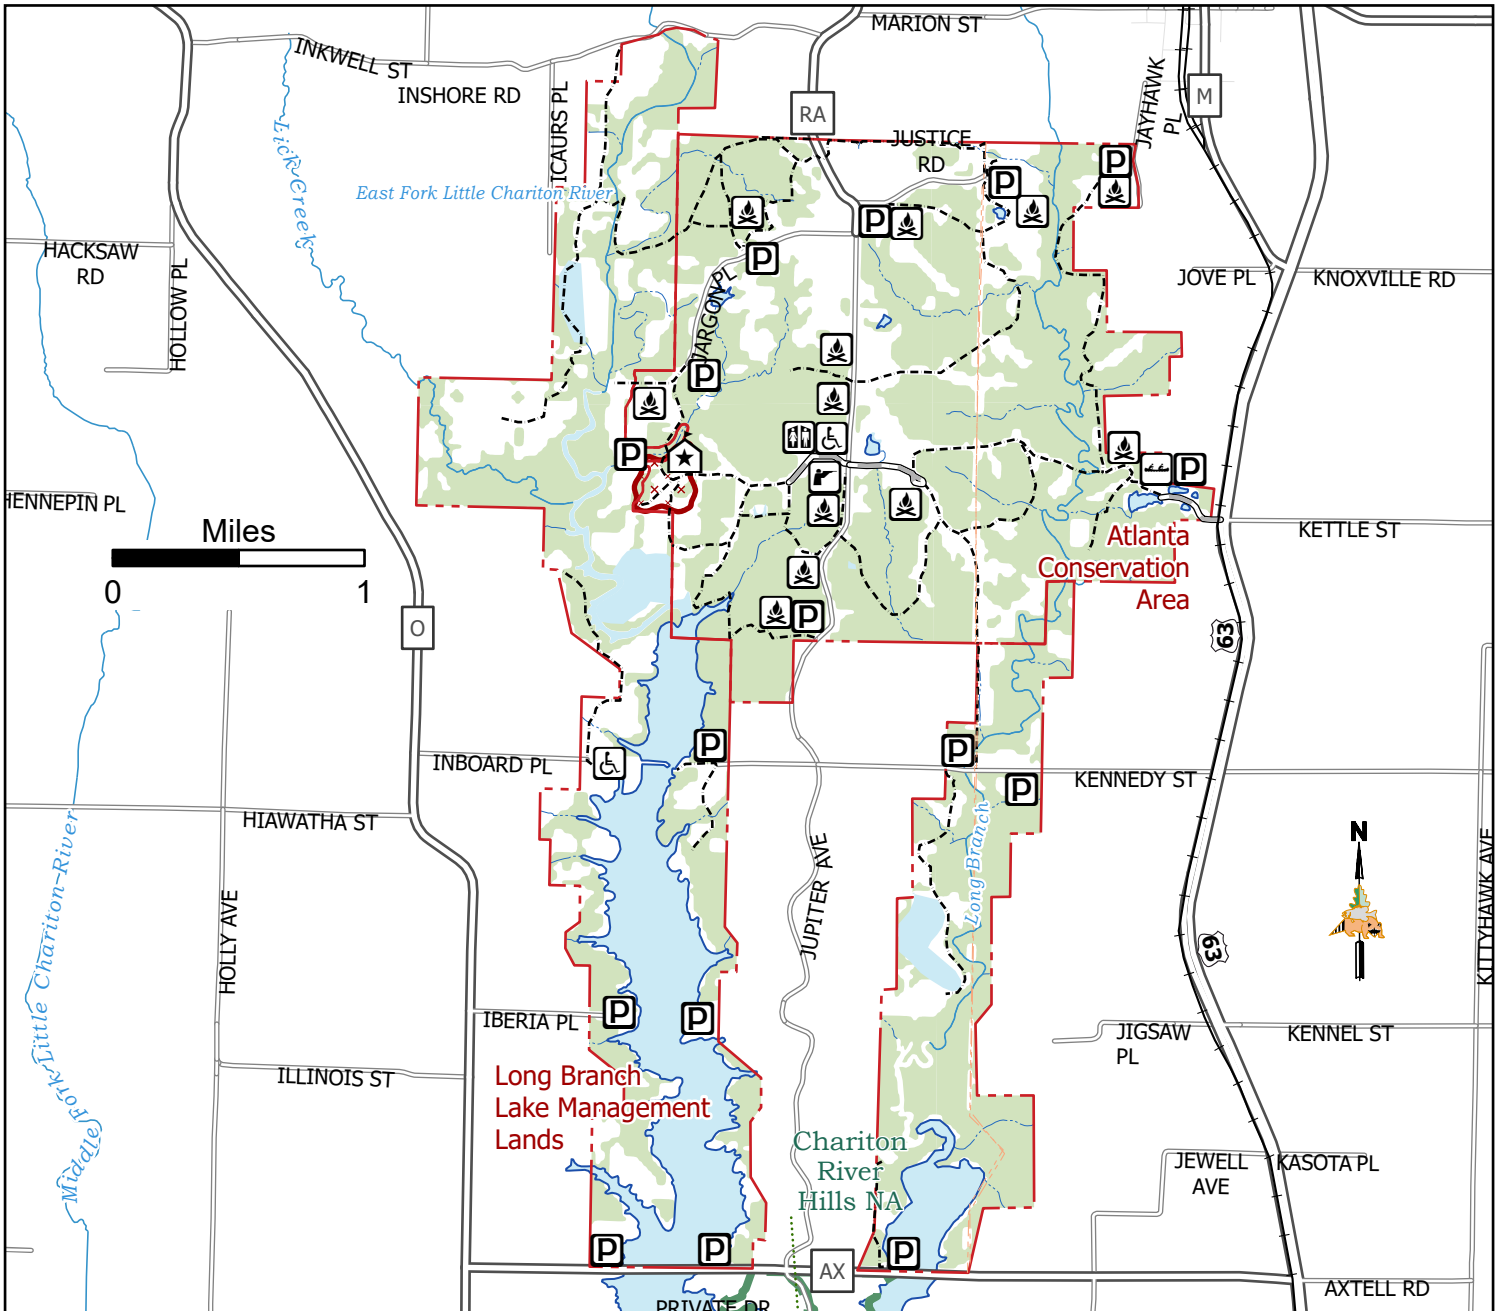 MARION ST
INKWELL ST
INSHORE RD
ICAURS PL
RA
M
JAYHAWK
PL
JUSTICE
RD
Lick Creek
East Fork Little Chariton River
P
P
P
P
HACKSAW
RD
HOLLOW PL
JARGON PL
P
JOVE PL
KNOXVILLE RD
P
P
HENNEPIN PL
Miles
0
1
KETTLE ST
Atlanta
Conservation
Area
O
P
63
INBOARD PL
P
P
KENNEDY ST
P
HIAWATHA ST
Long Branch
N
JUPITER AVE
KITTYHAWK AVE
HOLLY AVE
Middle Fork Little Chariton River
63
IBERIA PL
P
P
JIGSAW
PL
KENNEL ST
ILLINOIS ST
Long Branch
Lake Management
Lands
Chariton
River
Hills NA
JEWELL
AVE
KASOTA PL
P
P
P
AX
AXTELL RD
PRIVATE DR